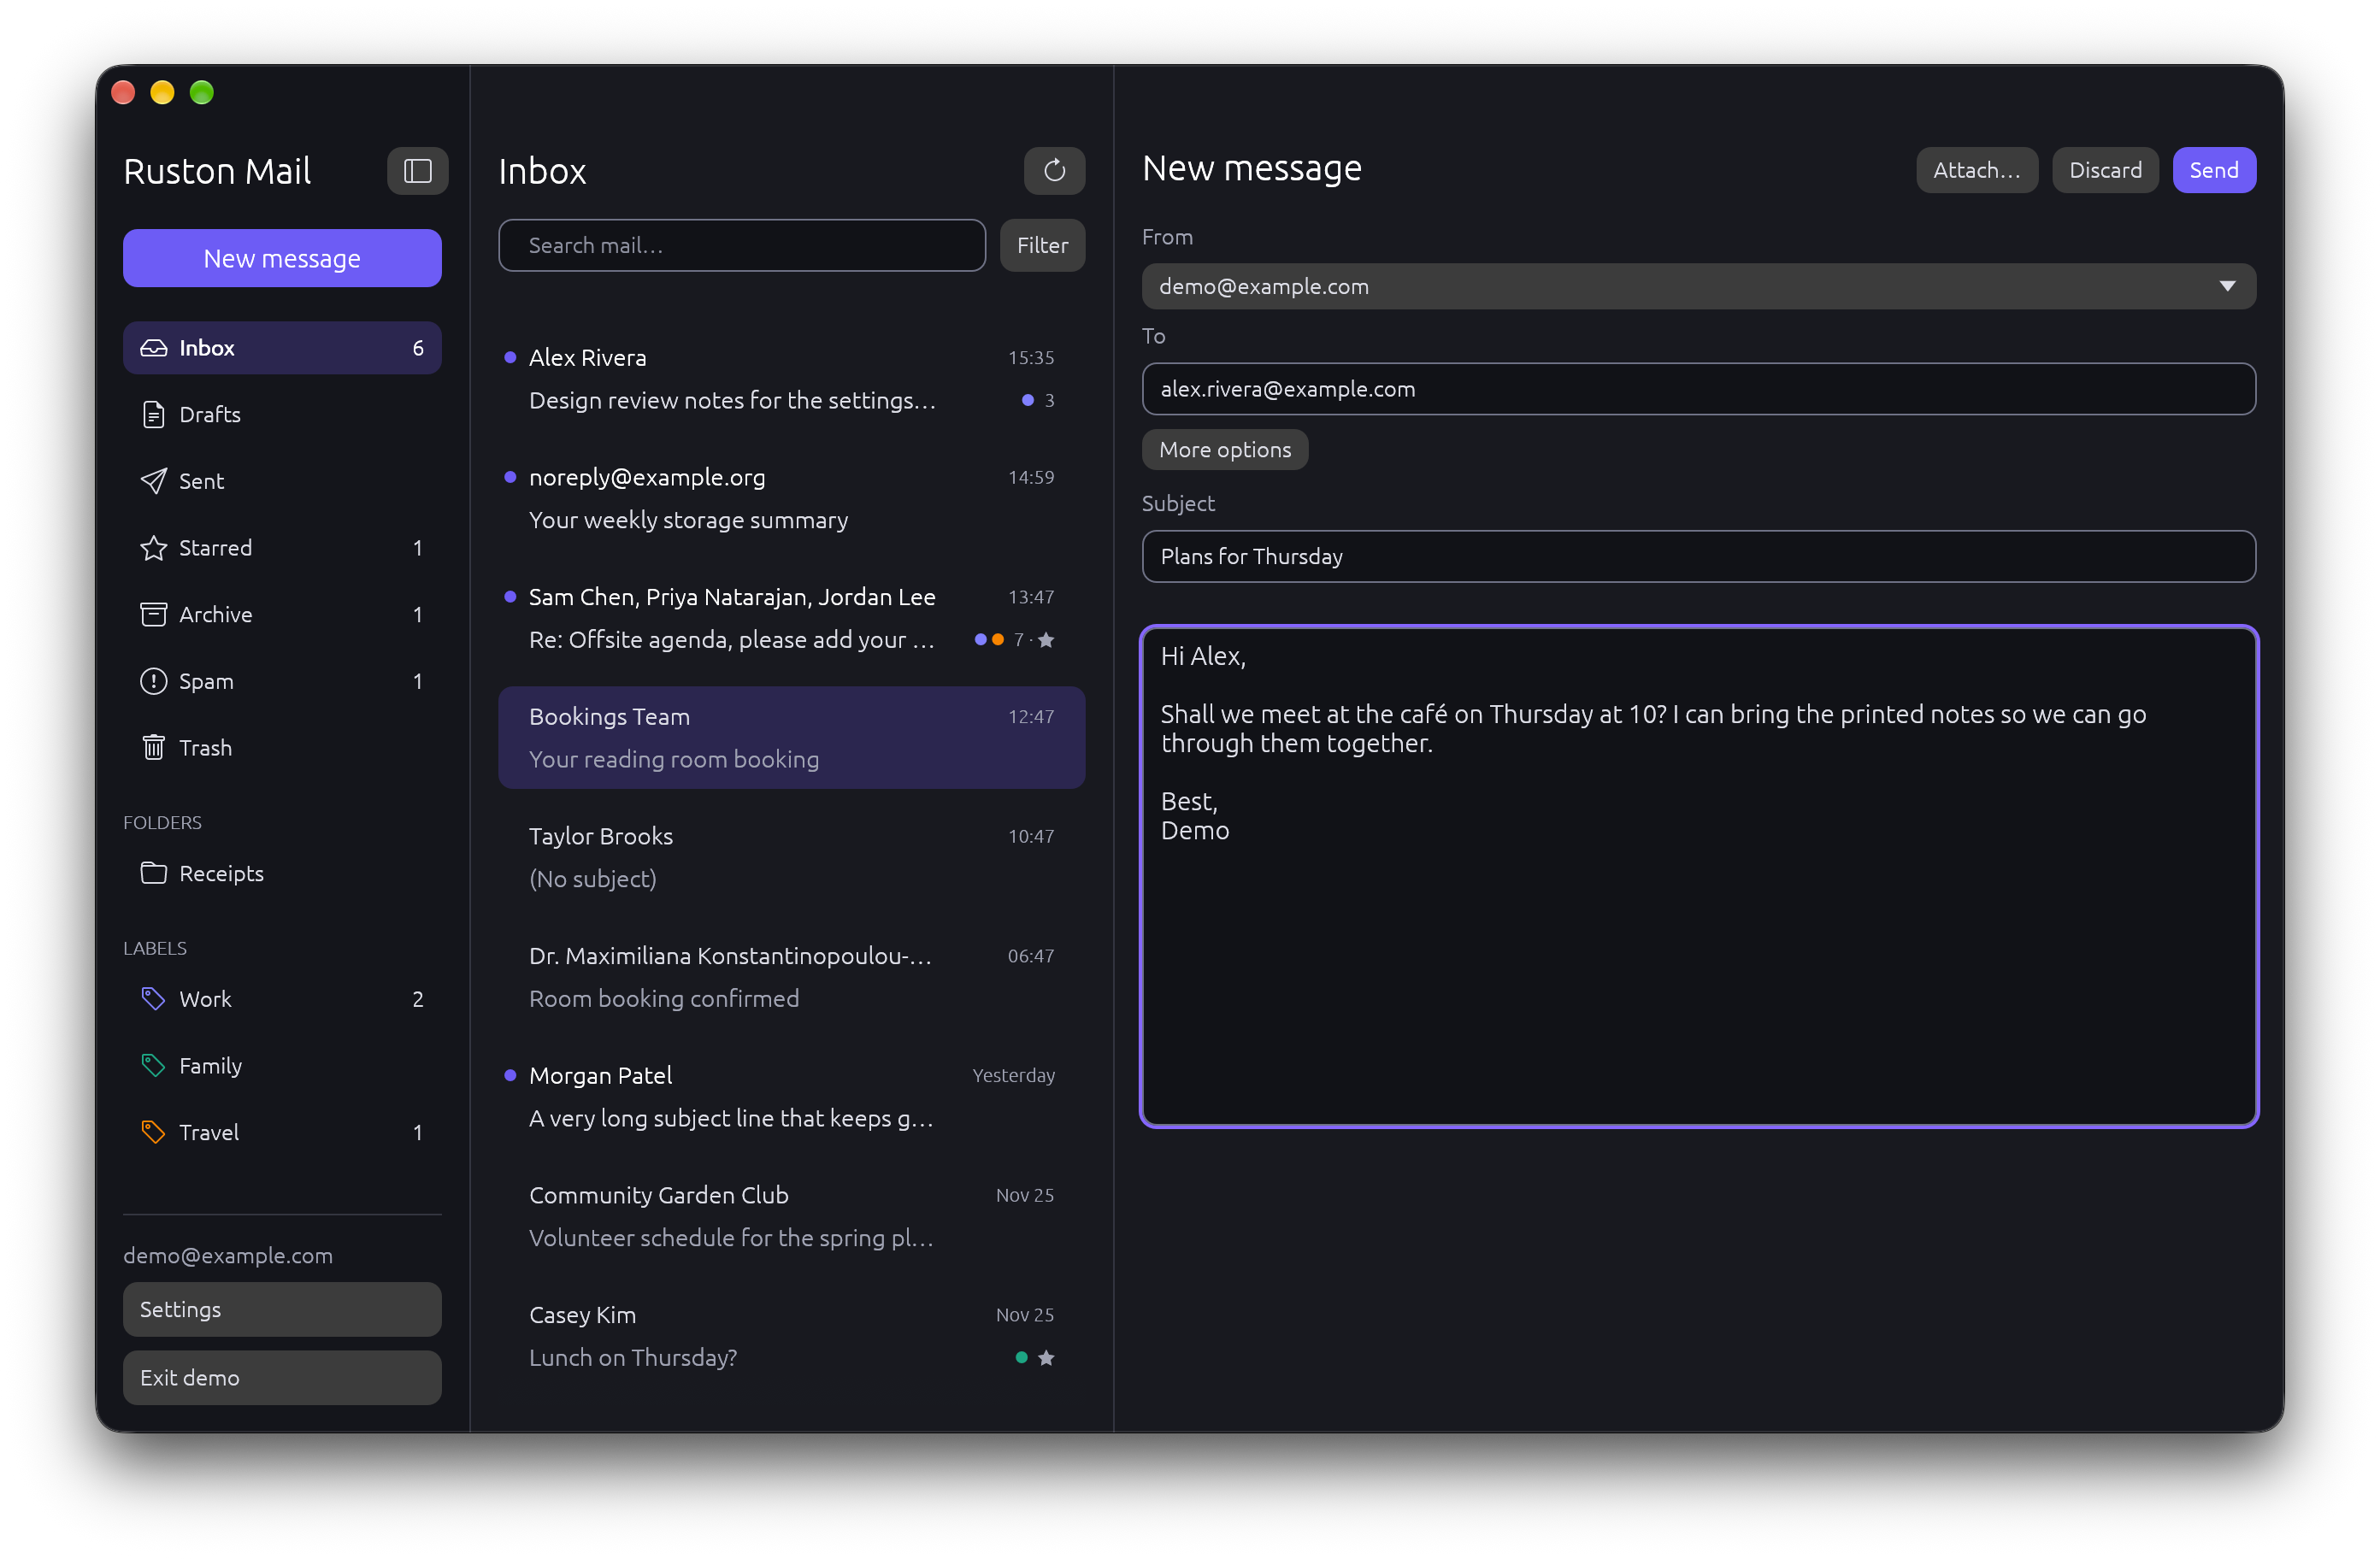 Ruston Mail
New message
Inbox 6
Drafts
Sent
Starred 1
Archive 1
Spam 1
Trash
FOLDERS
Receipts
LABELS
Work 2
Family
Travel 1
demo@example.com
Settings
Exit demo
Inbox
Search mail…
Filter
Alex Rivera 15:35
Design review notes for the settings… 3
noreply@example.org 14:59
Your weekly storage summary
Sam Chen, Priya Natarajan, Jordan Lee 13:47
Re: Offsite agenda, please add your … 7 · ★
Bookings Team 12:47
Your reading room booking
Taylor Brooks 10:47
(No subject)
Dr. Maximiliana Konstantinopoulou-… 06:47
Room booking confirmed
Morgan Patel Yesterday
A very long subject line that keeps g…
Community Garden Club Nov 25
Volunteer schedule for the spring pl…
Casey Kim Nov 25
Lunch on Thursday? ★
New message
Attach… Discard Send
From
demo@example.com
To
alex.rivera@example.com
More options
Subject
Plans for Thursday
Hi Alex,
Shall we meet at the café on Thursday at 10? I can bring the printed notes so we can go
through them together.
Best,
Demo